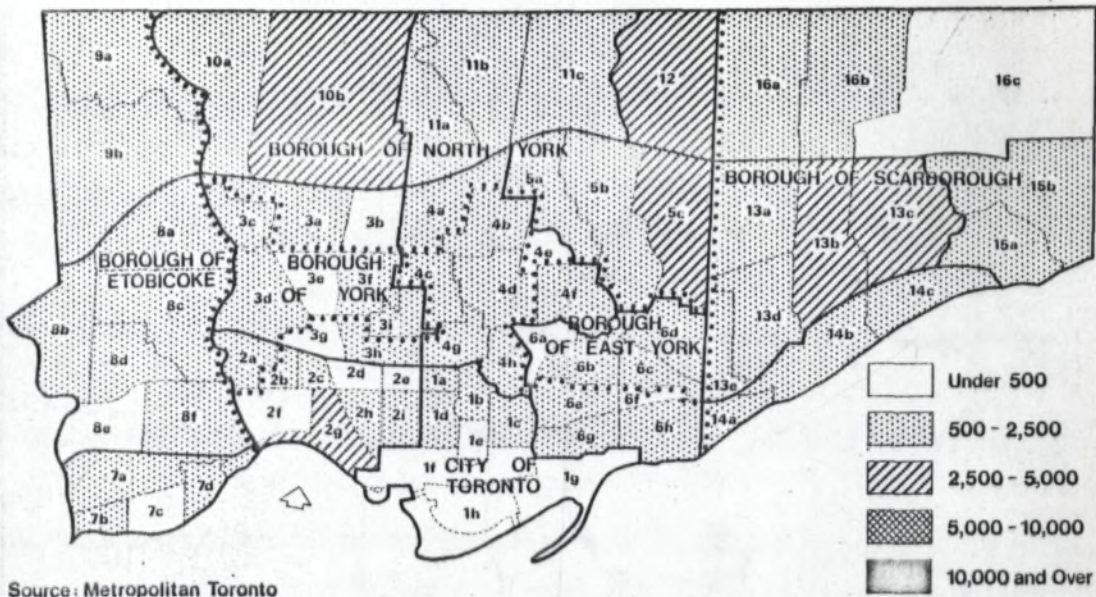 9a
10a
10b
11b
11c
12
16a
16b
16c
11a
9b
BOROUGH OF NORTH YORK
5a
5b
BOROUGH OF SCARBOROUGH
15b
3c
3a
3b
4a
4b
5c
13a
13c
8a
13b
15a
BOROUGH OF
ETOBICOKE
BOROUGH
OF YORK
3e
3f
4c
4e
8c
3d
4d
4f
14c
8b
3i
BOROUGH
OF EAST YORK
6d
13d
14b
3g
6a
8d
3h
4g
2a
4h
6b
6c
2b
2c
2d
2e
1a
13e
Under 500
1b
6e
6f
14a
8e
8f
2f
2g
2h
2i
1d
1c
500 - 2,500
1e
6g
6h
7a
7d
1f
CITY OF
TORONTO
1g
2,500 - 5,000
7b
7c
1h
5,000 - 10,000
Source: Metropolitan Toronto
10,000 and Over